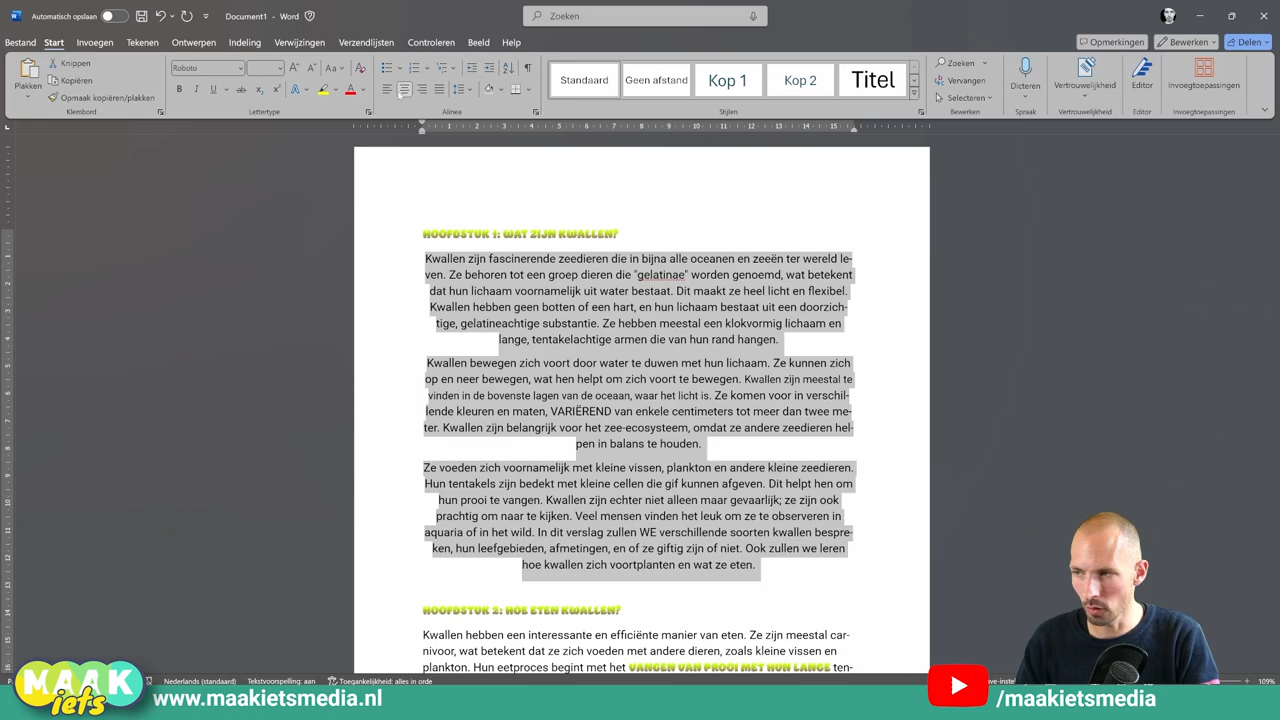 Automatisch opslaan
Document1 - Word
Zoeken
Bestand Start Invoegen Tekenen Ontwerpen Indeling Verwijzingen Verzendlijsten Controleren Beeld Help
Opmerkingen Bewerken Delen
Plakken
Knippen
Kopiëren
Opmaak kopiëren/plakken
Klembord
Roboto
Lettertype
Alinea
Standaard
Geen afstand
Kop 1
Kop 2
Titel
Stijlen
Zoeken
Vervangen
Selecteren
Bewerken
Dicteren
Spraak
Vertrouwelijkheid
Vertrouwelijkheid
Editor
Editor
Invoegtoepassingen
Invoegtoepassingen
1 2 3 4 5 6 7 8 9 10 11 12 13 14 15
HOOFDSTUK 1: WAT ZIJN KWALLEN?
Kwallen zijn fascinerende zeedieren die in bijna alle oceanen en zeeën ter wereld le-
ven. Ze behoren tot een groep dieren die "gelatinae" worden genoemd, wat betekent
dat hun lichaam voornamelijk uit water bestaat. Dit maakt ze heel licht en flexibel.
Kwallen hebben geen botten of een hart, en hun lichaam bestaat uit een doorzich-
tige, gelatineachtige substantie. Ze hebben meestal een klokvormig lichaam en
lange, tentakelachtige armen die van hun rand hangen.
Kwallen bewegen zich voort door water te duwen met hun lichaam. Ze kunnen zich
op en neer bewegen, wat hen helpt om zich voort te bewegen. Kwallen zijn meestal te
vinden in de bovenste lagen van de oceaan, waar het licht is. Ze komen voor in verschil-
lende kleuren en maten, VARIËREND van enkele centimeters tot meer dan twee me-
ter. Kwallen zijn belangrijk voor het zee-ecosysteem, omdat ze andere zeedieren hel-
pen in balans te houden.
Ze voeden zich voornamelijk met kleine vissen, plankton en andere kleine zeedieren.
Hun tentakels zijn bedekt met kleine cellen die gif kunnen afgeven. Dit helpt hen om
hun prooi te vangen. Kwallen zijn echter niet alleen maar gevaarlijk; ze zijn ook
prachtig om naar te kijken. Veel mensen vinden het leuk om ze te observeren in
aquaria of in het wild. In dit verslag zullen WE verschillende soorten kwallen bespre-
ken, hun leefgebieden, afmetingen, en of ze giftig zijn of niet. Ook zullen we leren
hoe kwallen zich voortplanten en wat ze eten.
HOOFDSTUK 2: HOE ETEN KWALLEN?
Kwallen hebben een interessante en efficiënte manier van eten. Ze zijn meestal car-
nivoor, wat betekent dat ze zich voeden met andere dieren, zoals kleine vissen en
plankton. Hun eetproces begint met het VANGEN VAN PROOI MET HUN LANGE ten-
Nederlands (standaard) Tekstvoorspelling: aan Toegankelijkheid: alles in orde
109%
MAAK
iets
www.maakietsmedia.nl
/maakietsmedia